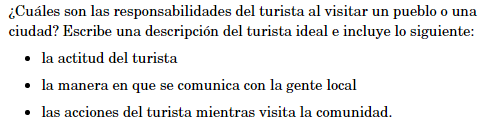 ¿Cuáles son las responsabilidades del turista al visitar un pueblo o una
ciudad? Escribe una descripción del turista ideal e incluye lo siguiente:
• la actitud del turista
• la manera en que se comunica con la gente local
• las acciones del turista mientras visita la comunidad.